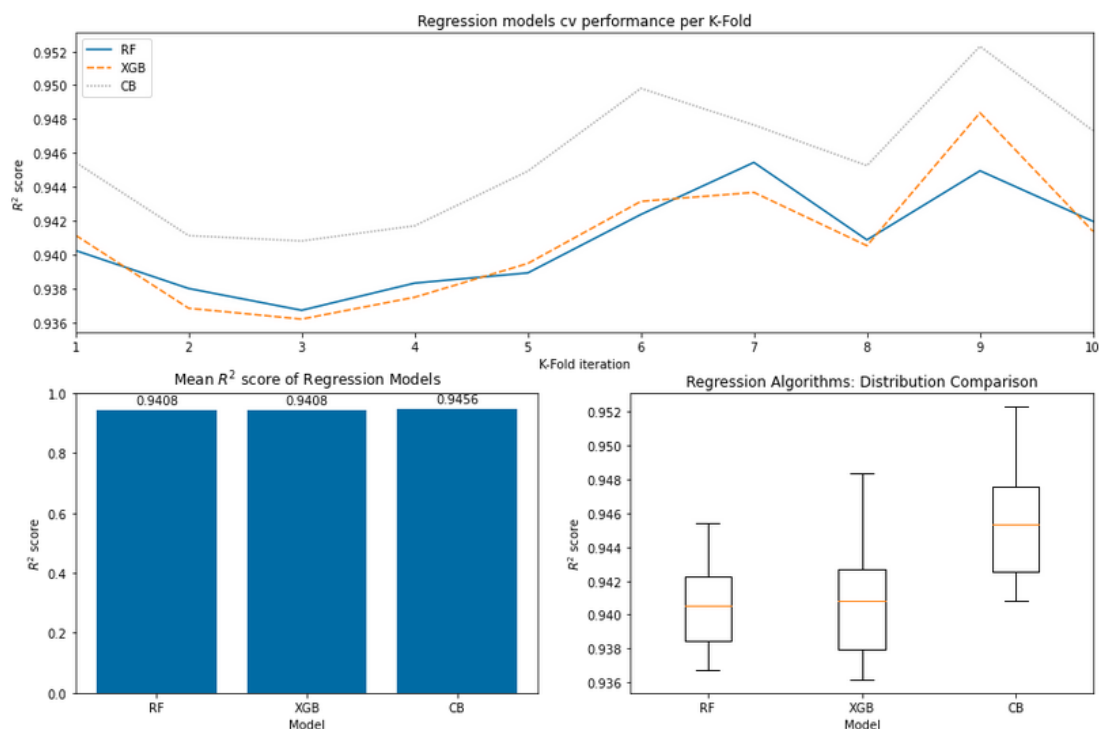 Regression models cv performance per K-Fold
R² score
0.952
0.950
0.948
0.946
0.944
0.942
0.940
0.938
0.936
RF
XGB
CB
1 2 3 4 5 6 7 8 9 10
K-Fold iteration
Mean R² score of Regression Models
R² score
1.0
0.8
0.6
0.4
0.2
0.0
0.9408 0.9408 0.9456
RF XGB CB
Model
Regression Algorithms: Distribution Comparison
R² score
0.952
0.950
0.948
0.946
0.944
0.942
0.940
0.938
0.936
RF XGB CB
Model